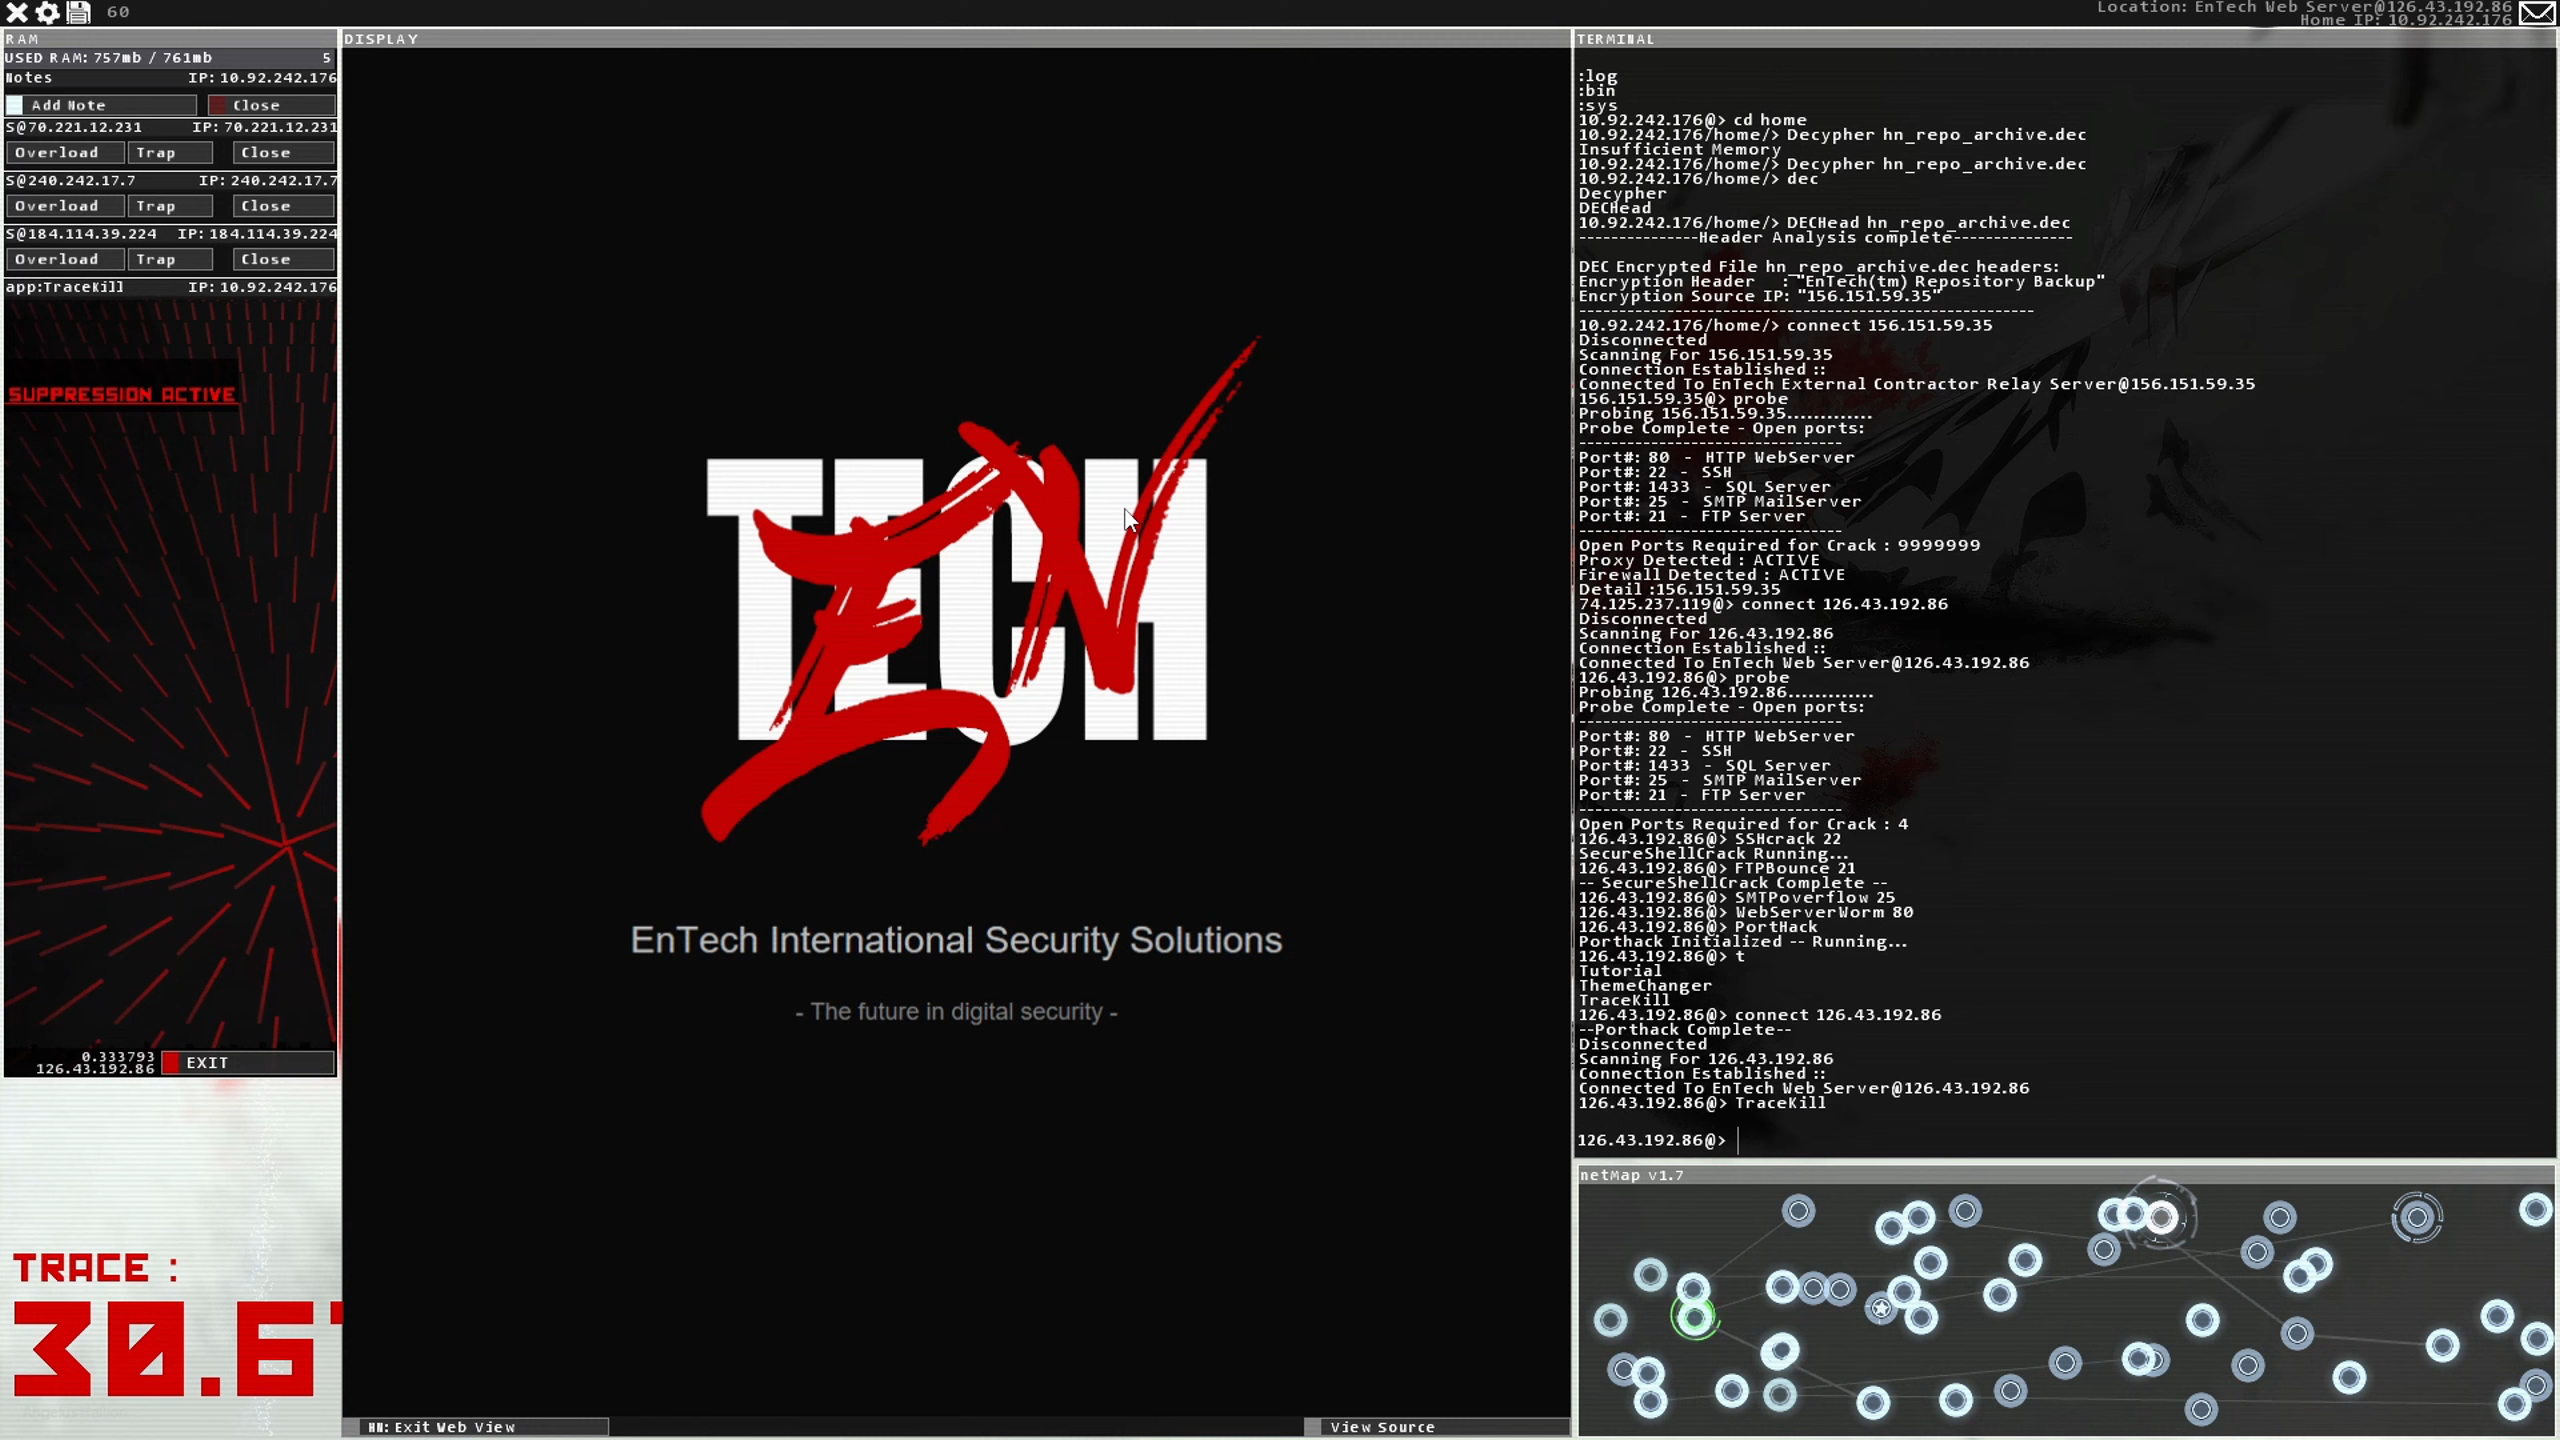 60
Location: EnTech Web Server@126.43.192.86
Home IP: 10.92.242.176
RAM
USED RAM: 757mb / 761mb 5
Notes IP: 10.92.242.176
Add Note Close
S@70.221.12.231 IP: 70.221.12.231
Overload Trap Close
S@240.242.17.7 IP: 240.242.17.7
Overload Trap Close
S@184.114.39.224 IP: 184.114.39.224
Overload Trap Close
app:TraceKill IP: 10.92.242.176
SUPPRESSION ACTIVE
0.333793
126.43.192.86
EXIT
TRACE :
30.6
DISPLAY
TECH
EN
EnTech International Security Solutions
- The future in digital security -
HN: Exit Web View
View Source
TERMINAL
:log
:bin
:sys
10.92.242.176@> cd home
10.92.242.176/home/> Decypher hn_repo_archive.dec
Insufficient Memory
10.92.242.176/home/> Decypher hn_repo_archive.dec
10.92.242.176/home/> dec
Decypher
DECHead
10.92.242.176/home/> DECHead hn_repo_archive.dec
---------------Header Analysis complete---------------
DEC Encrypted File hn_repo_archive.dec headers:
Encryption Header : "EnTech(tm) Repository Backup"
Encryption Source IP: "156.151.59.35"
---------------------------------------------------------
10.92.242.176/home/> connect 156.151.59.35
Disconnected
Scanning For 156.151.59.35
Connection Established ::
Connected To EnTech External Contractor Relay Server@156.151.59.35
156.151.59.35@> probe
Probing 156.151.59.35.............
Probe Complete - Open ports:
---------------------------------
Port#: 80 - HTTP WebServer
Port#: 22 - SSH
Port#: 1433 - SQL Server
Port#: 25 - SMTP MailServer
Port#: 21 - FTP Server
---------------------------------
Open Ports Required for Crack : 9999999
Proxy Detected : ACTIVE
Firewall Detected : ACTIVE
Detail :156.151.59.35
74.125.237.119@> connect 126.43.192.86
Disconnected
Scanning For 126.43.192.86
Connection Established ::
Connected To EnTech Web Server@126.43.192.86
126.43.192.86@> probe
Probing 126.43.192.86.............
Probe Complete - Open ports:
---------------------------------
Port#: 80 - HTTP WebServer
Port#: 22 - SSH
Port#: 1433 - SQL Server
Port#: 25 - SMTP MailServer
Port#: 21 - FTP Server
---------------------------------
Open Ports Required for Crack : 4
126.43.192.86@> SSHcrack 22
SecureShellCrack Running...
126.43.192.86@> FTPBounce 21
-- SecureShellCrack Complete --
126.43.192.86@> SMTPoverflow 25
126.43.192.86@> WebServerWorm 80
126.43.192.86@> PortHack
Porthack Initialized -- Running...
126.43.192.86@> t
Tutorial
ThemeChanger
TraceKill
126.43.192.86@> connect 126.43.192.86
--Porthack Complete--
Disconnected
Scanning For 126.43.192.86
Connection Established ::
Connected To EnTech Web Server@126.43.192.86
126.43.192.86@> TraceKill
126.43.192.86@>
netMap v1.7